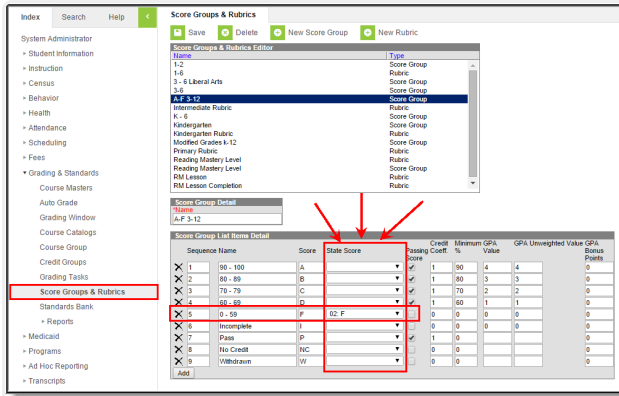 Index Search Help
System Administrator
Student Information
Instruction
Census
Behavior
Health
Attendance
Scheduling
Fees
Grading & Standards
Course Masters
Auto Grade
Grading Window
Course Catalogs
Course Group
Credit Groups
Grading Tasks
Score Groups & Rubrics
Standards Bank
+ Reports
Medicaid
Programs
Ad Hoc Reporting
Transcripts
Score Groups & Rubrics
Save Delete New Score Group New Rubric
Score Groups & Rubrics Editor
Name Type
1-2 Score Group
1-6 Rubric
3 - 6 Liberal Arts Score Group
3-6 Score Group
A-F 3-12 Score Group
Intermediate Rubric Rubric
K - 6 Score Group
Kindergarten Score Group
Kindergarten Rubric Rubric
Modified Grades k-12 Score Group
Primary Rubric Rubric
Reading Mastery Level Rubric
Reading Mastery Level Score Group
RM Lesson Rubric
RM Lesson Completion Rubric
Score Group Detail
*Name
A-F 3-12
Score Group List Items Detail
Sequence Name Score State Score Passing Score Credit Coeff. Minimum % GPA Value GPA Unweighted Value GPA Bonus Points
X 1 90 - 100 A 1 90 4 4 0
X 2 80 - 89 B 1 80 3 3 0
X 3 70 - 79 C 1 70 2 2 0
X 4 60 - 69 D 1 60 1 1 0
X 5 0 - 59 F 02: F 0 0 0 0 0
X 6 Incomplete I 0 0 0 0 0
X 7 Pass P 1 0 0
X 8 No Credit NC 0 0 0
X 9 Withdrawn W 0 0 0
Add